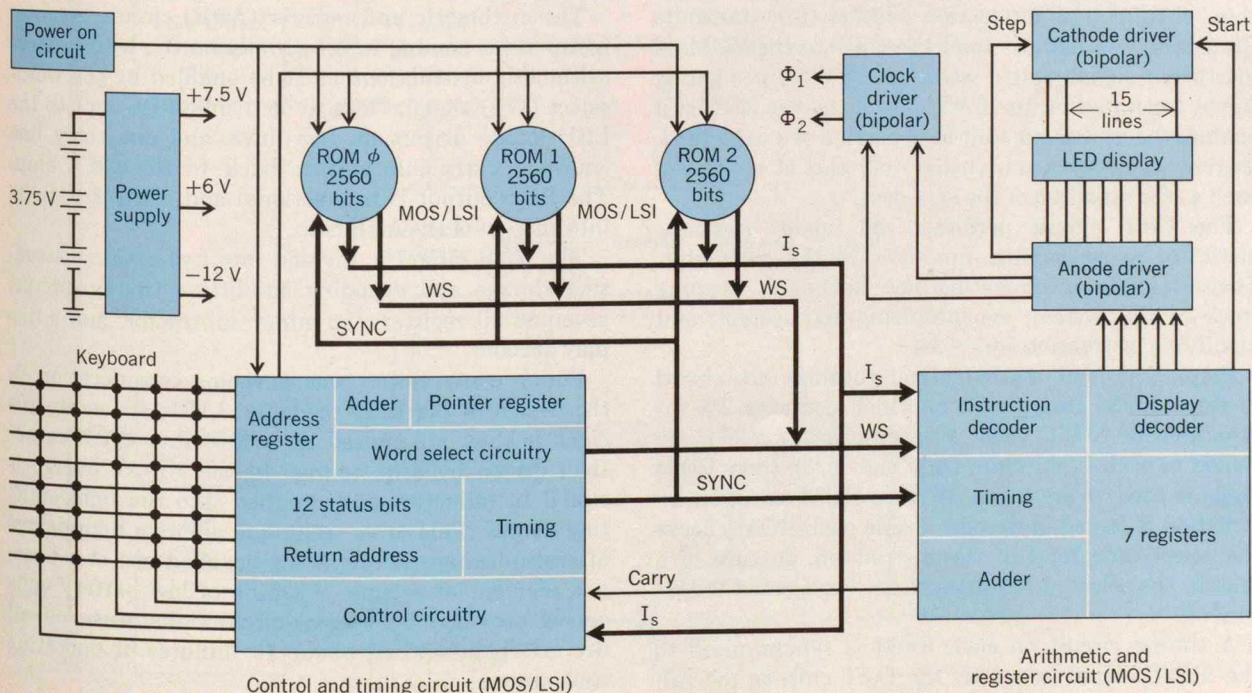 Power on
circuit
Step
Start
Cathode driver
(bipolar)
Φ1
Φ2
Clock
driver
(bipolar)
15
lines
LED display
Anode driver
(bipolar)
+7.5 V
+6 V
−12 V
3.75 V
Power
supply
ROM ϕ
2560
bits
MOS/LSI
ROM 1
2560
bits
MOS/LSI
ROM 2
2560
bits
Is
WS
WS
SYNC
Keyboard
Address
register
Adder
Pointer register
Word select circuitry
12 status bits
Return address
Timing
Control circuitry
Control and timing circuit (MOS/LSI)
Is
WS
SYNC
Carry
Is
Instruction
decoder
Display
decoder
Timing
Adder
7 registers
Arithmetic and
register circuit (MOS/LSI)